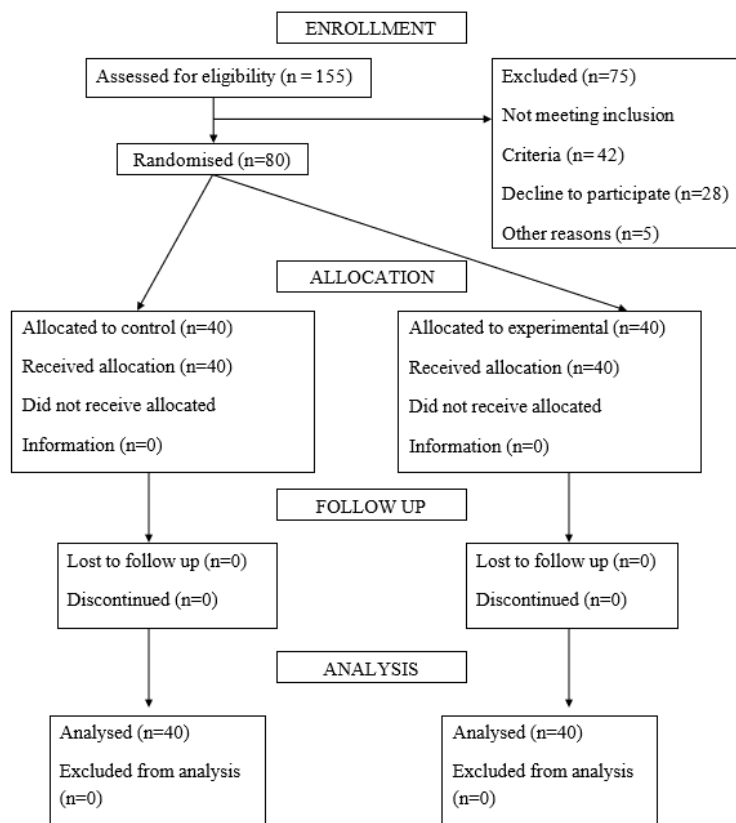 ENROLLMENT
Assessed for eligibility (n = 155)
Excluded (n=75)
Not meeting inclusion
Criteria (n= 42)
Decline to participate (n=28)
Other reasons (n=5)
Randomised (n=80)
ALLOCATION
Allocated to control (n=40)
Received allocation (n=40)
Did not receive allocated
Information (n=0)
Allocated to experimental (n=40)
Received allocation (n=40)
Did not receive allocated
Information (n=0)
FOLLOW UP
Lost to follow up (n=0)
Discontinued (n=0)
Lost to follow up (n=0)
Discontinued (n=0)
ANALYSIS
Analysed (n=40)
Excluded from analysis
(n=0)
Analysed (n=40)
Excluded from analysis
(n=0)